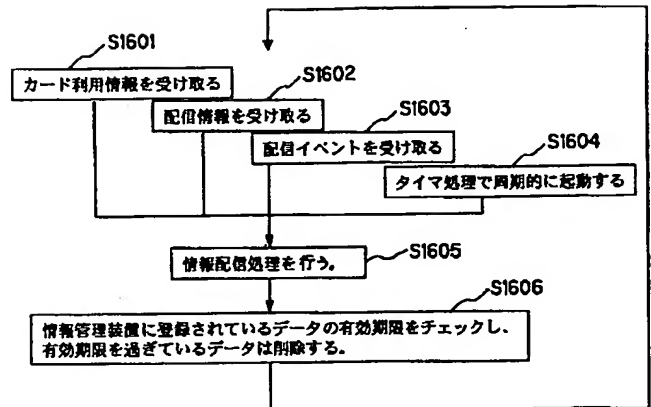 S1601
カード利用情報を受け取る
S1602
配信情報を受け取る
S1603
配信イベントを受け取る
S1604
タイマ処理で周期的に起動する
S1605
情報配信処理を行う。
S1606
情報管理装置に登録されているデータの有効期限をチェックし、
有効期限を過ぎているデータは削除する。